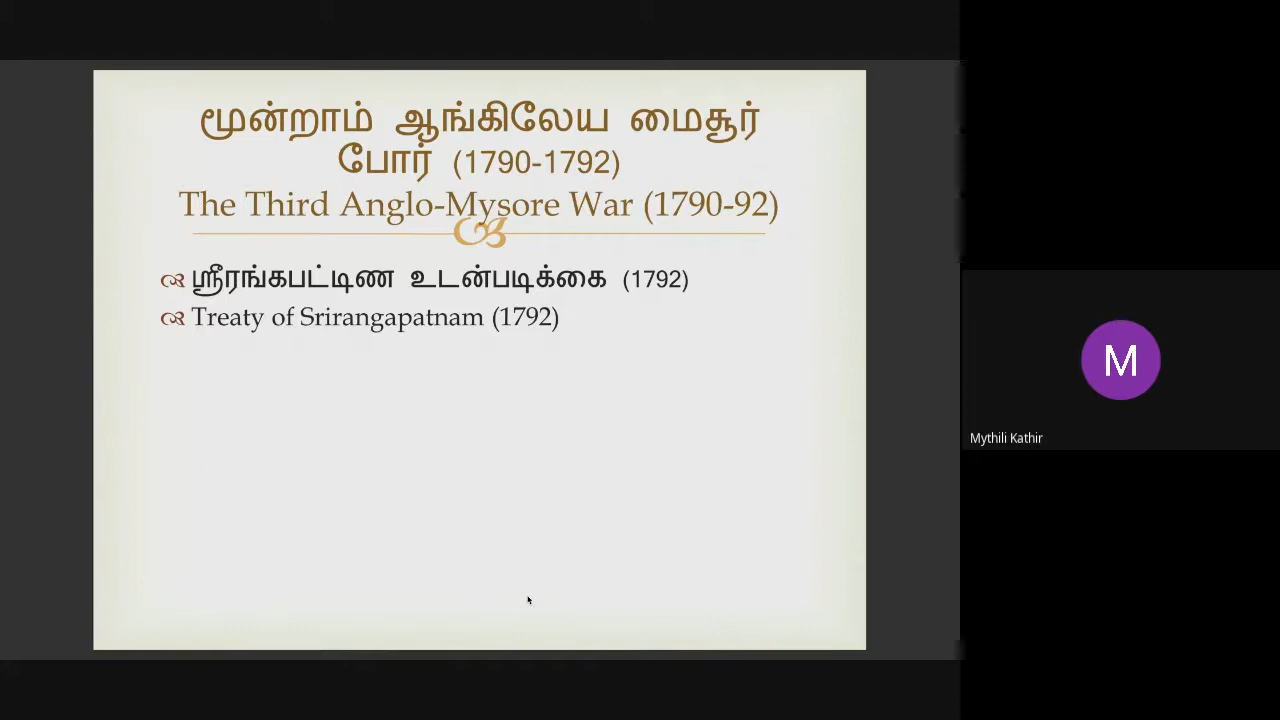 மூன்றாம் ஆங்கிலேய மைசூர்
போர் (1790-1792)
The Third Anglo-Mysore War (1790-92)
ஸ்ரீரங்கபட்டிண உடன்படிக்கை (1792)
Treaty of Srirangapatnam (1792)
M
Mythili Kathir